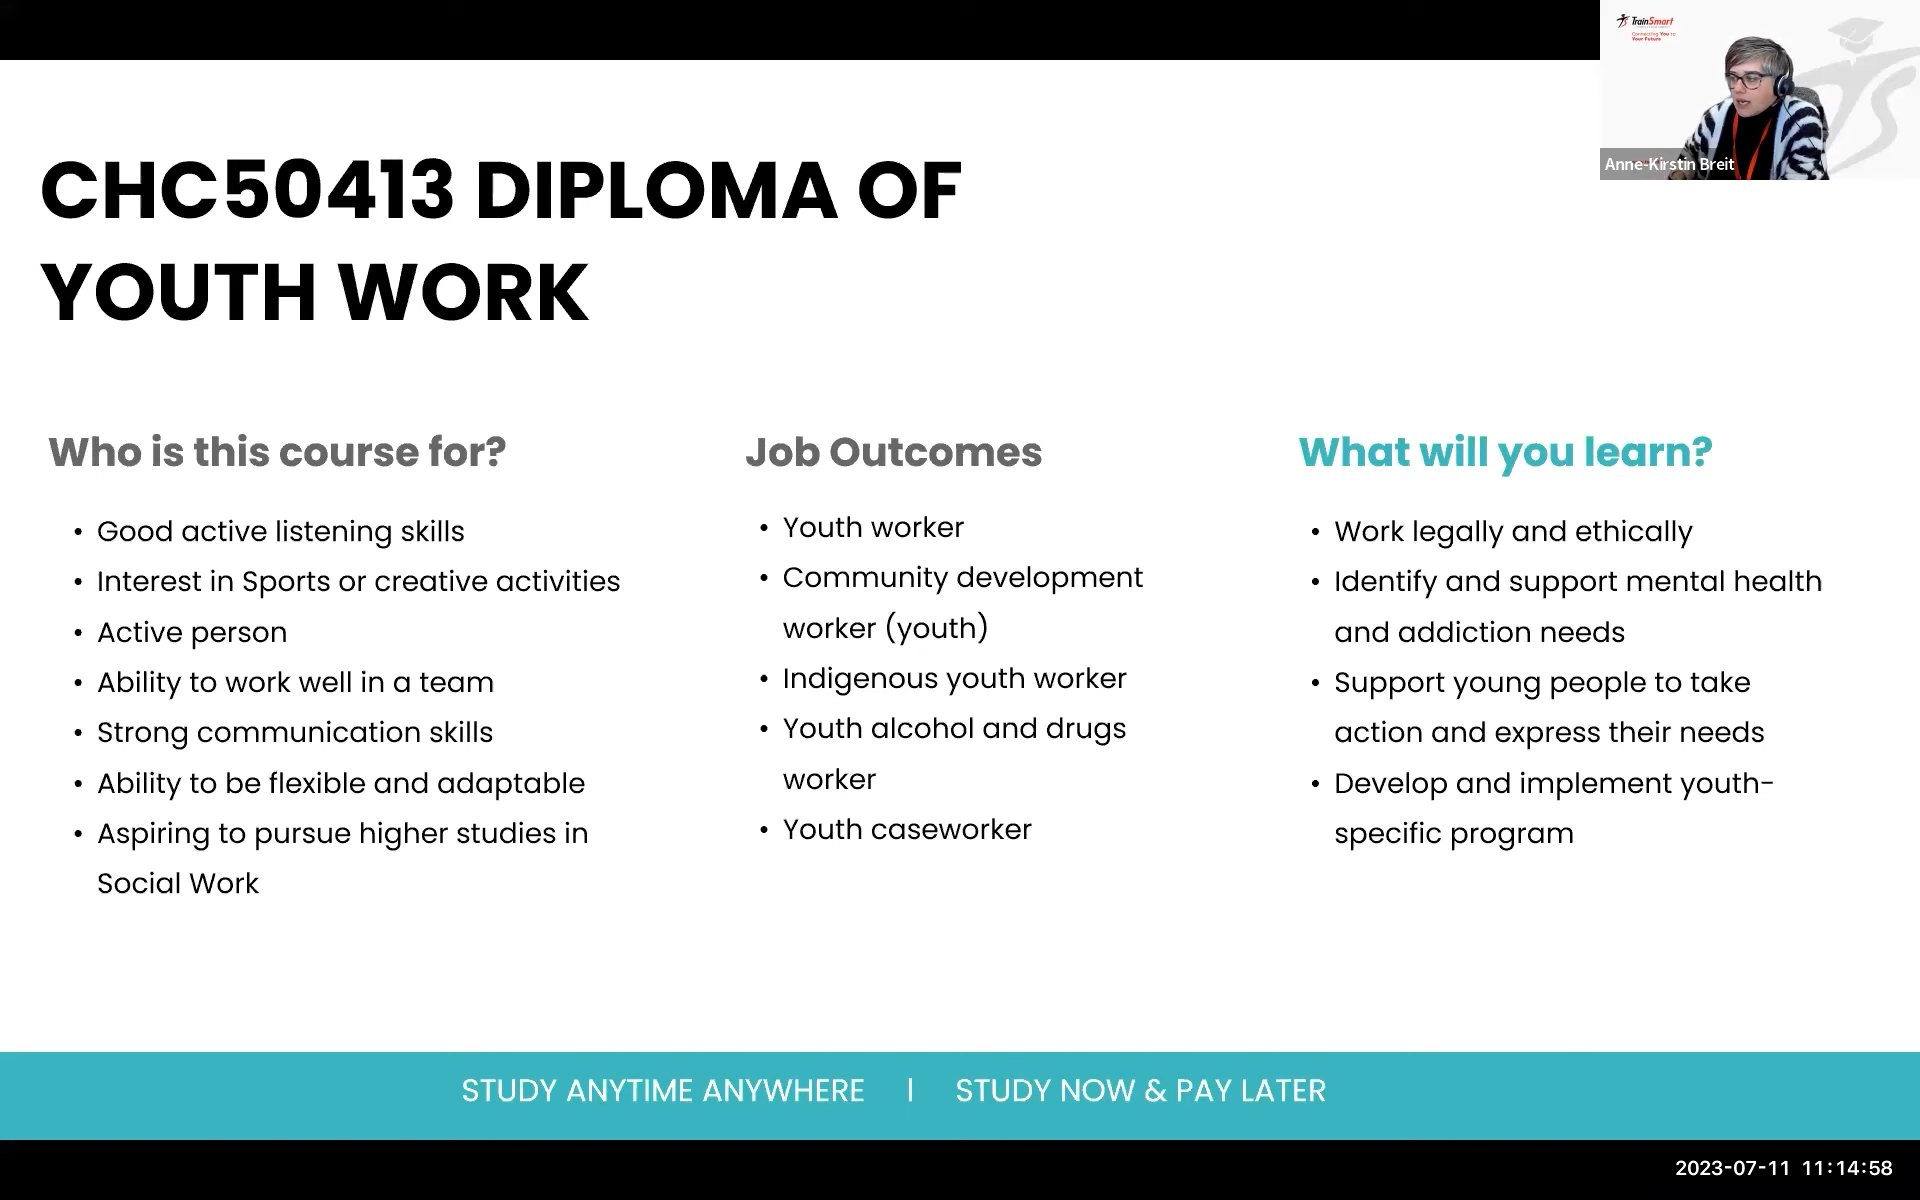 TrainSmart
Connecting You to
Your Future
Anne-Kirstin Breit
CHC50413 DIPLOMA OF
YOUTH WORK
Who is this course for?
• Good active listening skills
• Interest in Sports or creative activities
• Active person
• Ability to work well in a team
• Strong communication skills
• Ability to be flexible and adaptable
• Aspiring to pursue higher studies in
Social Work
Job Outcomes
• Youth worker
• Community development
worker (youth)
• Indigenous youth worker
• Youth alcohol and drugs
worker
• Youth caseworker
What will you learn?
• Work legally and ethically
• Identify and support mental health
and addiction needs
• Support young people to take
action and express their needs
• Develop and implement youth-
specific program
STUDY ANYTIME ANYWHERE | STUDY NOW & PAY LATER
2023-07-11 11:14:58